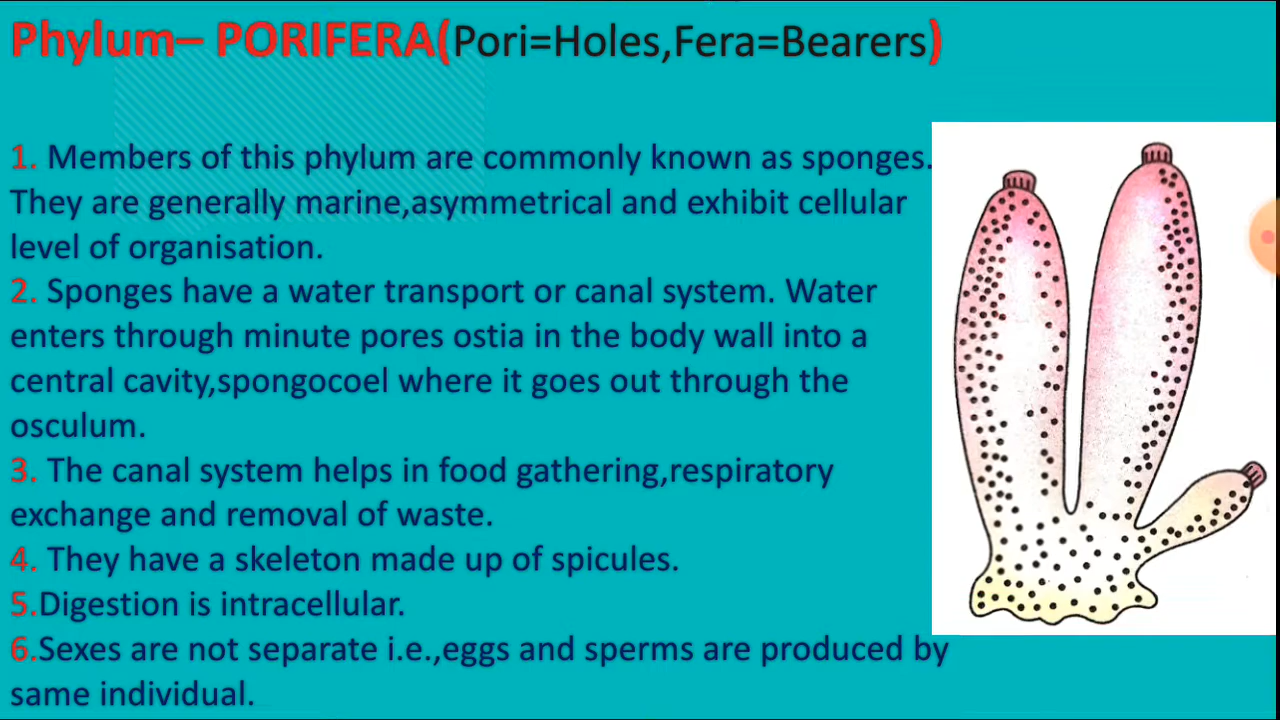 Phylum– PORIFERA(Pori=Holes,Fera=Bearers)
1. Members of this phylum are commonly known as sponges.
They are generally marine,asymmetrical and exhibit cellular
level of organisation.
2. Sponges have a water transport or canal system. Water
enters through minute pores ostia in the body wall into a
central cavity,spongocoel where it goes out through the
osculum.
3. The canal system helps in food gathering,respiratory
exchange and removal of waste.
4. They have a skeleton made up of spicules.
5.Digestion is intracellular.
6.Sexes are not separate i.e.,eggs and sperms are produced by
same individual.